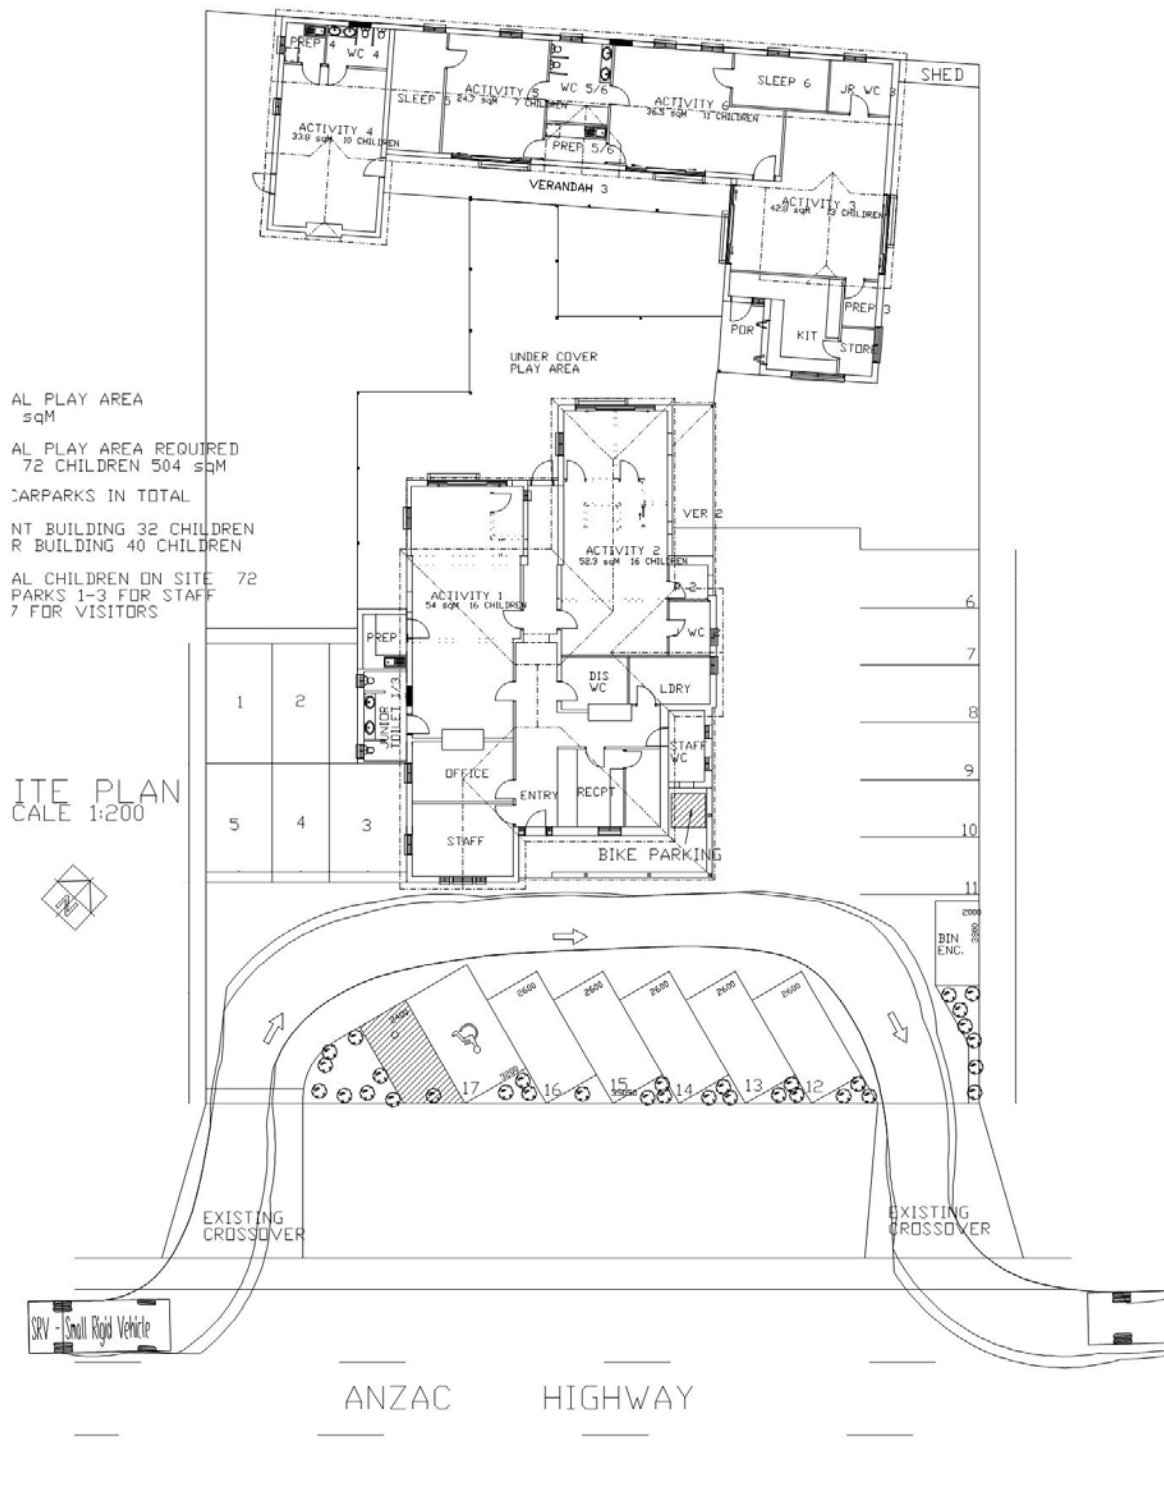 SHED
PREP 4
WC 4
SLEEP 5
ACTIVITY 5
24.7 sqM 7 CHILDREN
WC 5/6
ACTIVITY 6
36.5 sqM 11 CHILDREN
SLEEP 6
JR WC 3
ACTIVITY 4
33.8 sqM 10 CHILDREN
PREP 5/6
VERANDAH 3
ACTIVITY 3
42.8 sqM 13 CHILDREN
PREP 3
POR
KIT
STORE
UNDER COVER
PLAY AREA
AL PLAY AREA
sqM
AL PLAY AREA REQUIRED
72 CHILDREN 504 sqM
CARPARKS IN TOTAL
NT BUILDING 32 CHILDREN
R BUILDING 40 CHILDREN
AL CHILDREN ON SITE 72
PARKS 1-3 FOR STAFF
7 FOR VISITORS
VER 2
ACTIVITY 2
52.3 sqM 16 CHILDREN
ACTIVITY 1
54 sqM 16 CHILDREN
P 2
J WC 2
PREP
DIS
WC
LDRY
JUNIOR
TOILET 1/3
STAFF
WC
OFFICE
ENTRY
RECPT
STAFF
BIKE PARKING
1
2
5
4
3
6
7
8
9
10
11
ITE PLAN
CALE 1:200
N
2000
3800
BIN
ENC.
2400
2600
2600
2600
2600
2600
3200
35050
17
16
15
14
13
12
EXISTING
CROSSOVER
EXISTING
CROSSOVER
SRV - Small Rigid Vehicle
ANZAC HIGHWAY